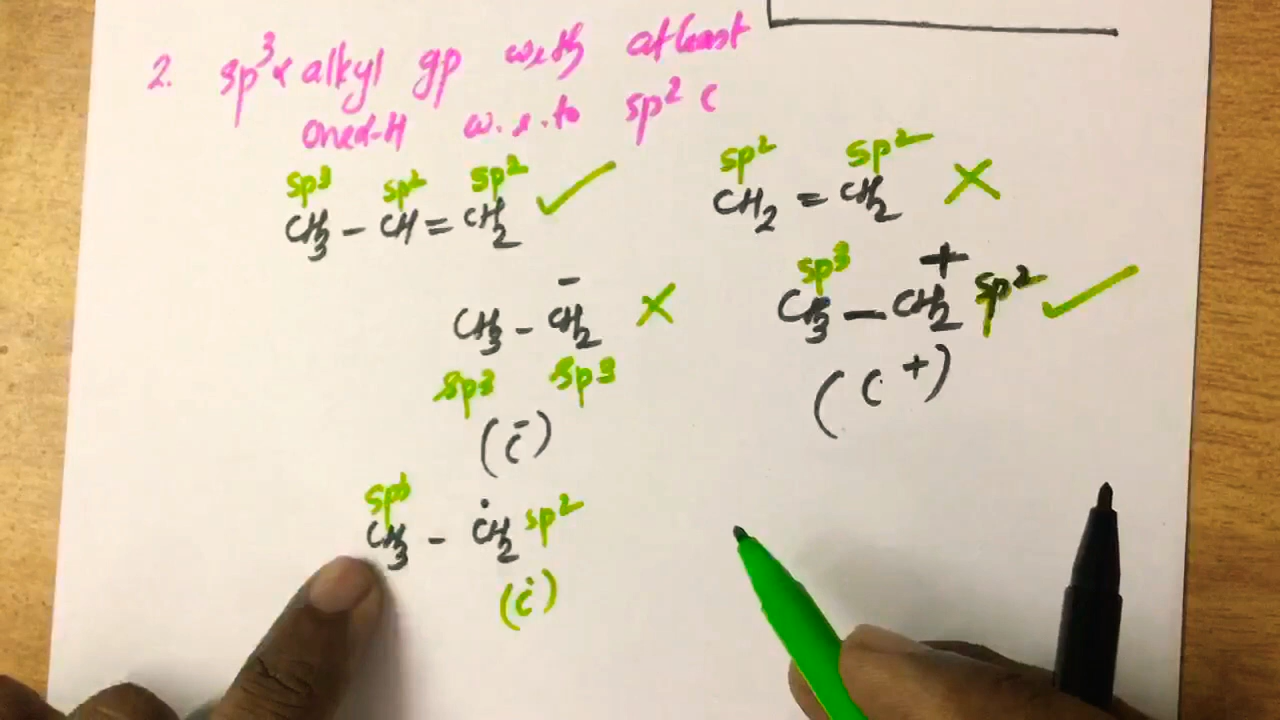 2. sp³ α alkyl gp with atleast
one α-H w.r.to sp² C
sp3 sp² sp²
CH₃ - CH = CH₂ ✓
sp² sp²
CH₂ = CH₂ ×
CH₃ - C̄H₂ ×
sp3 sp3
(C̄)
sp3 +
CH₃ - CH₂ sp² ✓
(C⁺)
sp3
CH₃ - ĊH₂ sp²
(Ċ)